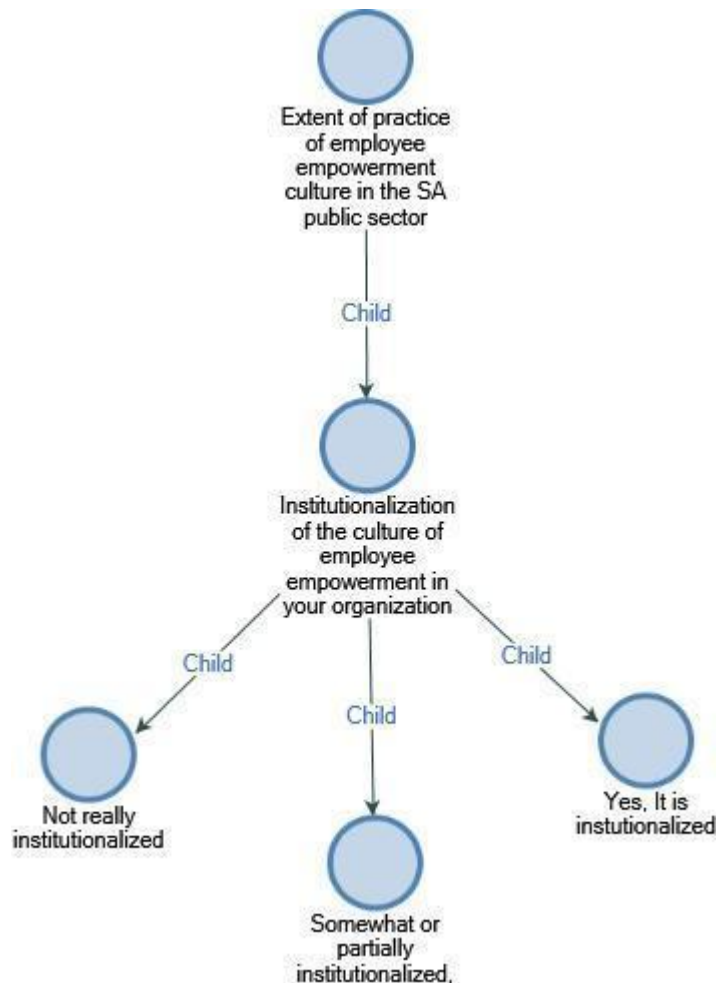 Extent of practice
of employee
empowerment
culture in the SA
public sector
Child
Institutionalization
of the culture of
employee
empowerment in
your organization
Child
Child
Child
Not really
institutionalized
Somewhat or
partially
institutionalized,
Yes, It is
instutionalized